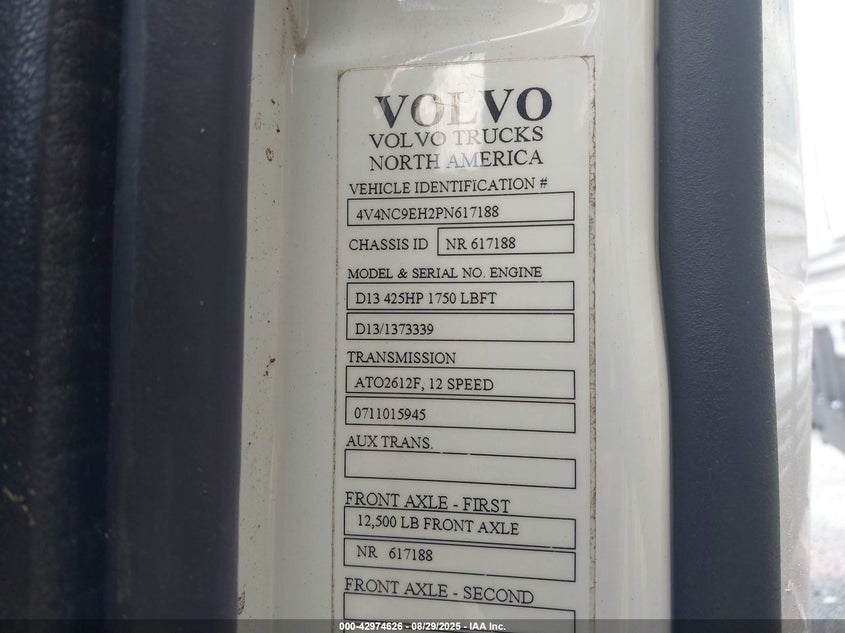 VOLVO
VOLVO TRUCKS
NORTH AMERICA
VEHICLE IDENTIFICATION #
4V4NC9EH2PN617188
CHASSIS ID NR 617188
MODEL & SERIAL NO. ENGINE
D13 425HP 1750 LBFT
D13/1373339
TRANSMISSION
ATO2612F, 12 SPEED
0711015945
AUX TRANS.
FRONT AXLE - FIRST
12,500 LB FRONT AXLE
NR 617188
FRONT AXLE - SECOND
000-42974626 - 08/29/2025 - IAA Inc.